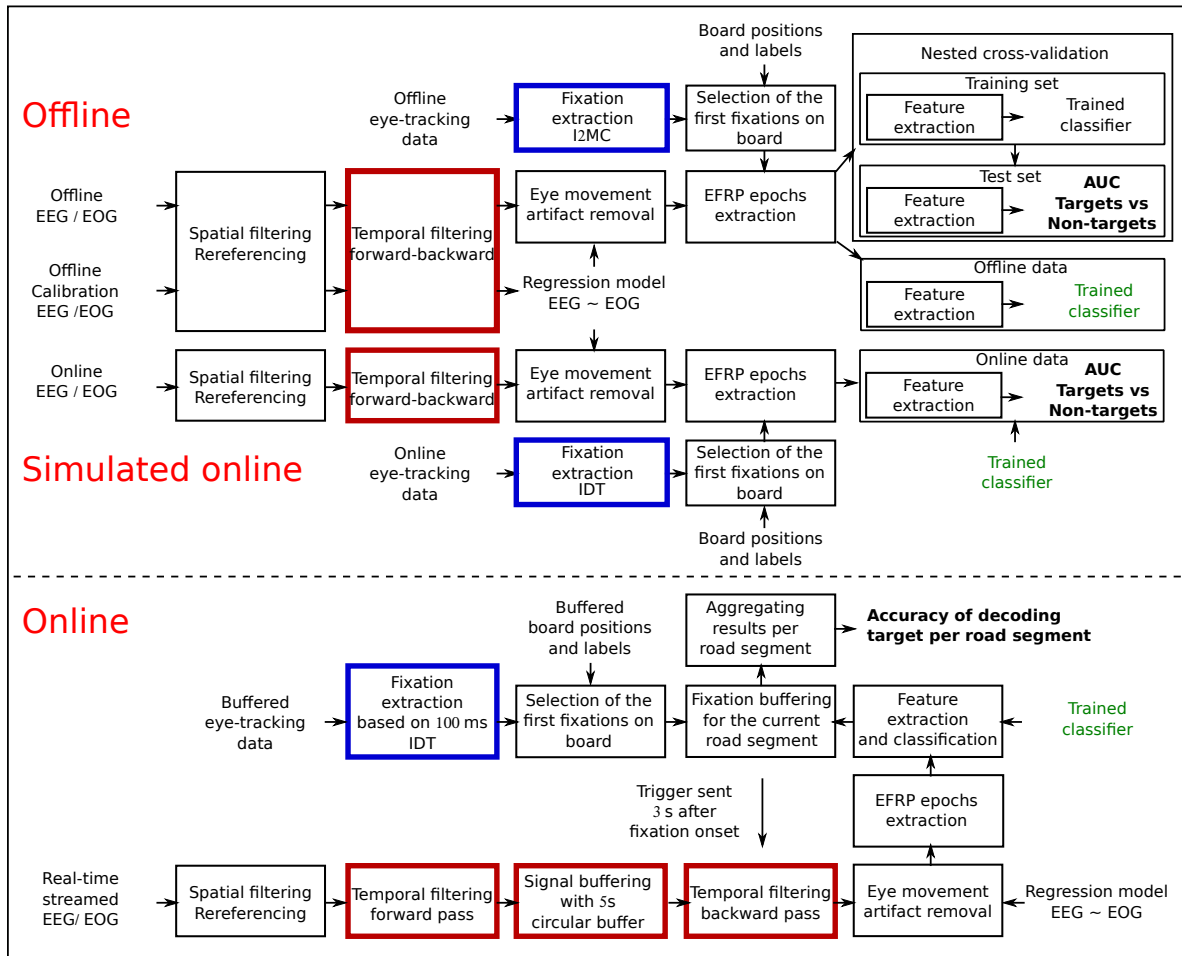 Offline
Board positions
and labels
Offline
eye-tracking
data
Fixation
extraction
I2MC
Selection of the
first fixations on
board
Nested cross-validation
Training set
Feature
extraction
Trained
classifier
Test set
Feature
extraction
AUC
Targets vs
Non-targets
Offline
EEG / EOG
Offline
Calibration
EEG /EOG
Spatial filtering
Rereferencing
Temporal filtering
forward-backward
Eye movement
artifact removal
EFRP epochs
extraction
Regression model
EEG ~ EOG
Offline data
Feature
extraction
Trained
classifier
Online
EEG / EOG
Spatial filtering
Rereferencing
Temporal filtering
forward-backward
Eye movement
artifact removal
EFRP epochs
extraction
Online data
Feature
extraction
AUC
Targets vs
Non-targets
Simulated online
Online
eye-tracking
data
Fixation
extraction
IDT
Selection of the
first fixations on
board
Trained
classifier
Board positions
and labels
Online
Buffered
board positions
and labels
Aggregating
results per
road segment
Accuracy of decoding
target per road segment
Buffered
eye-tracking
data
Fixation
extraction
based on 100 ms
IDT
Selection of the
first fixations on
board
Fixation buffering
for the current
road segment
Feature
extraction
and classification
Trained
classifier
Trigger sent
3 s after
fixation onset
EFRP epochs
extraction
Real-time
streamed
EEG/ EOG
Spatial filtering
Rereferencing
Temporal filtering
forward pass
Signal buffering
with 5s
circular buffer
Temporal filtering
backward pass
Eye movement
artifact removal
Regression model
EEG ~ EOG